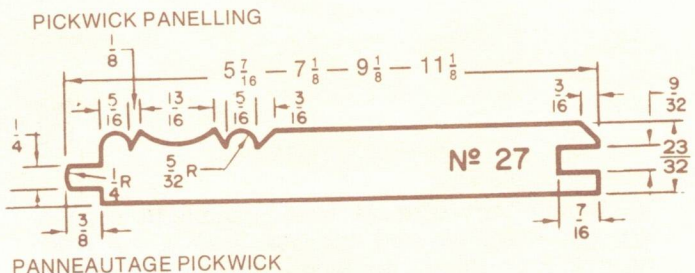 PICKWICK PANELLING
1/8
5 7/16 — 7 1/8 — 9 1/8 — 11 1/8
5/16 13/16 5/16 3/16 3/16 9/32
1/4
1/4 R 5/32 R Nº 27 23/32
3/8 7/16
PANNEAUTAGE PICKWICK